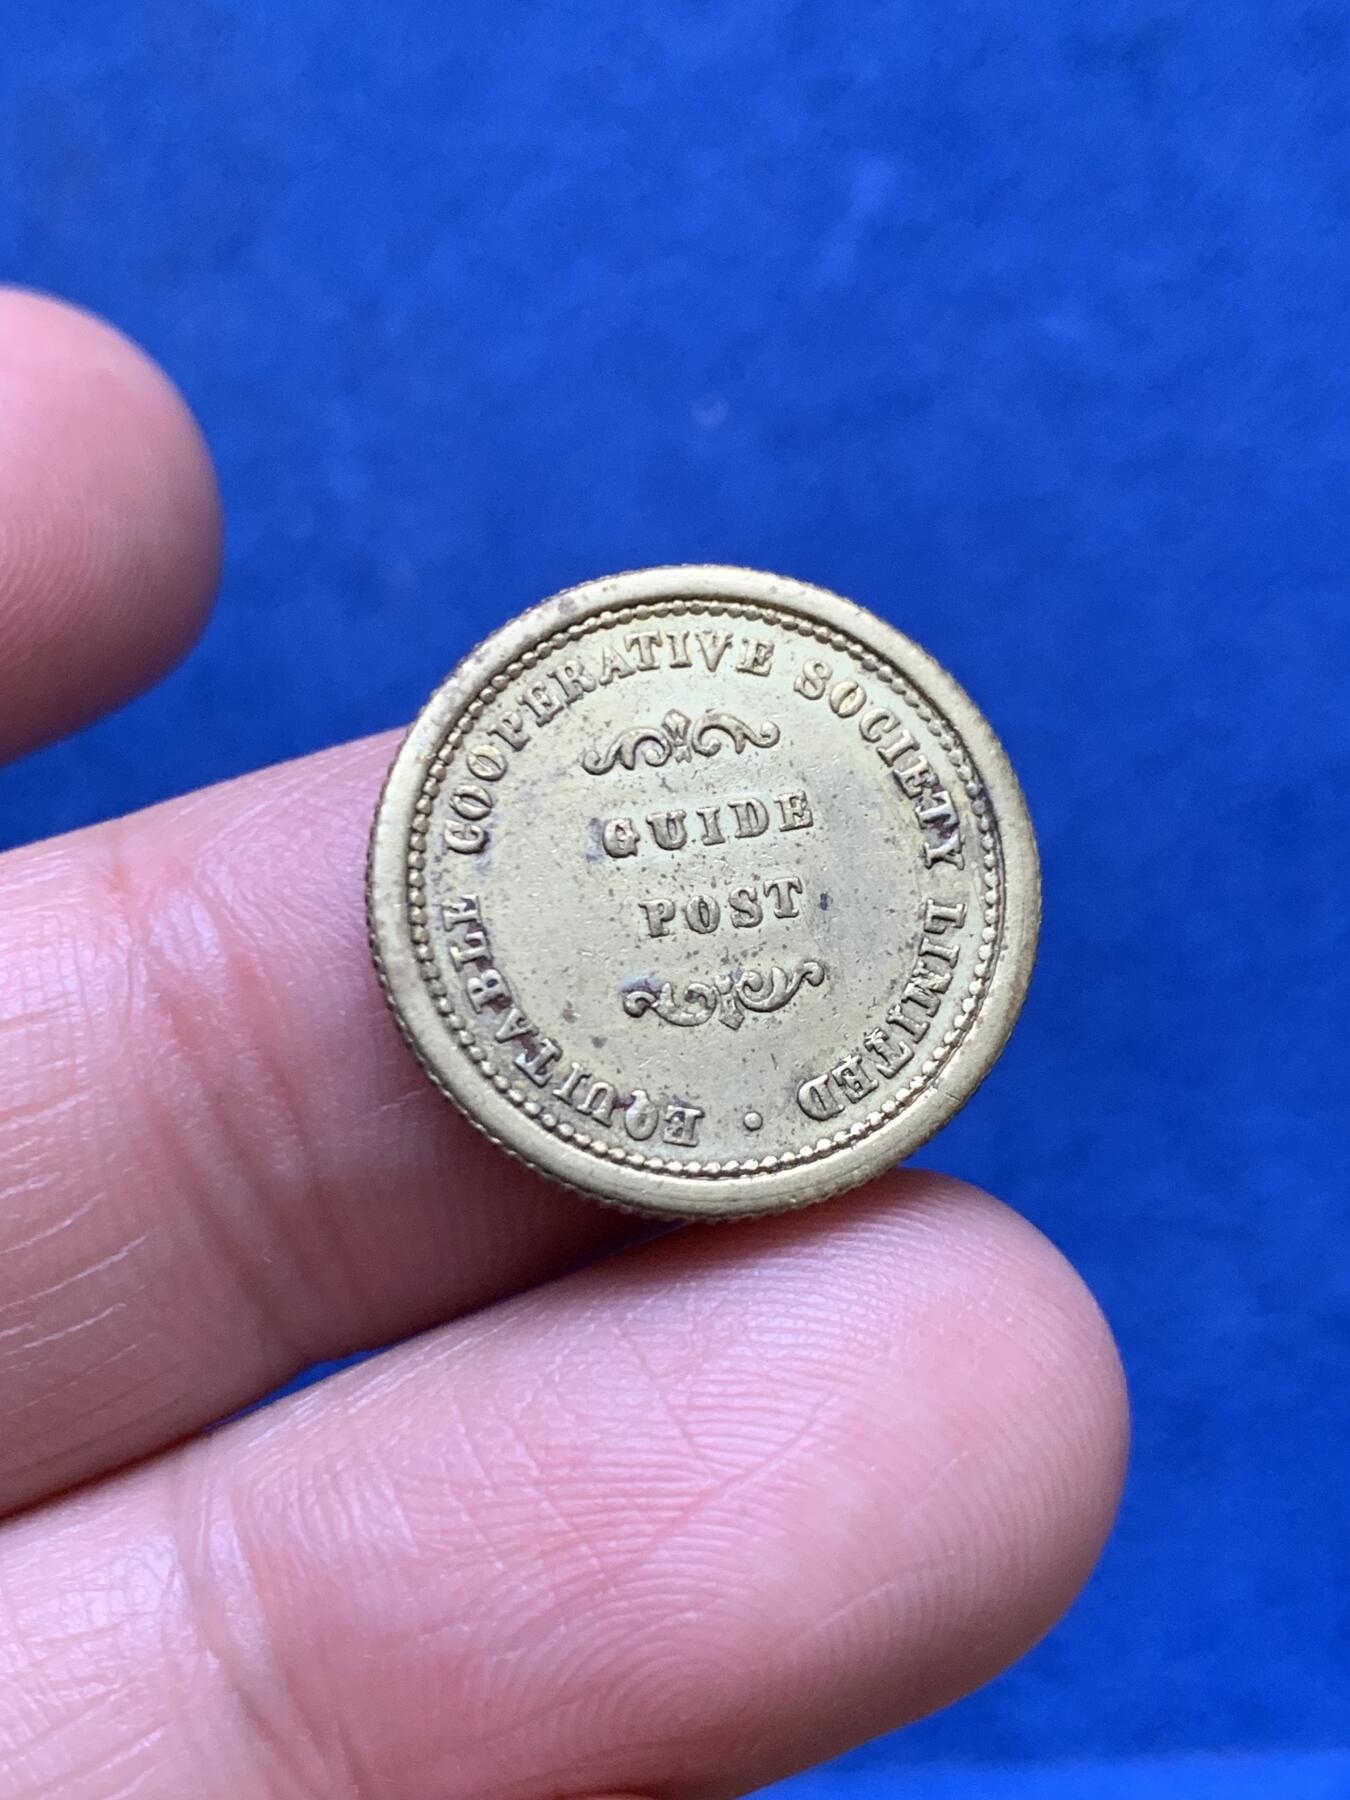 EQUITABLE COOPERATIVE SOCIETY LIMITED
GUIDE
POST